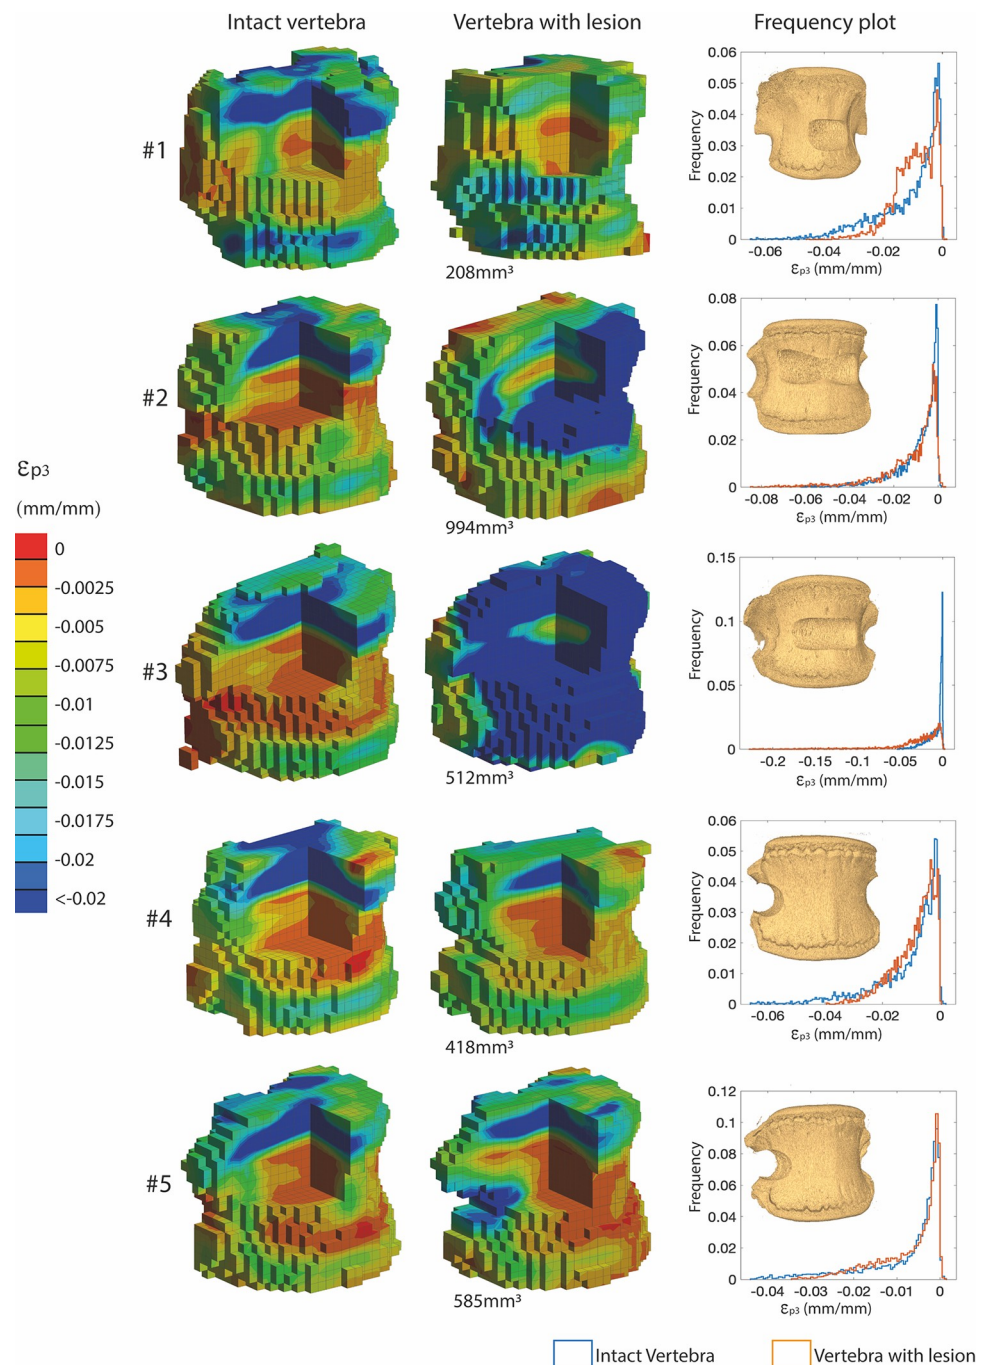 Intact vertebra Vertebra with lesion Frequency plot
#1
208mm³
Frequency
0.06
0.05
0.04
0.03
0.02
0.01
0
-0.06 -0.04 -0.02 0
εp3 (mm/mm)
#2
994mm³
Frequency
0.08
0.06
0.04
0.02
0
-0.08 -0.06 -0.04 -0.02 0
εp3 (mm/mm)
εp3
(mm/mm)
0
-0.0025
-0.005
-0.0075
-0.01
-0.0125
-0.015
-0.0175
-0.02
<-0.02
#3
512mm³
Frequency
0.15
0.1
0.05
0
-0.2 -0.15 -0.1 -0.05 0
εp3 (mm/mm)
#4
418mm³
Frequency
0.06
0.05
0.04
0.03
0.02
0.01
0
-0.06 -0.04 -0.02 0
εp3 (mm/mm)
#5
585mm³
Frequency
0.12
0.1
0.08
0.06
0.04
0.02
0
-0.04 -0.03 -0.02 -0.01 0
εp3 (mm/mm)
Intact Vertebra Vertebra with lesion